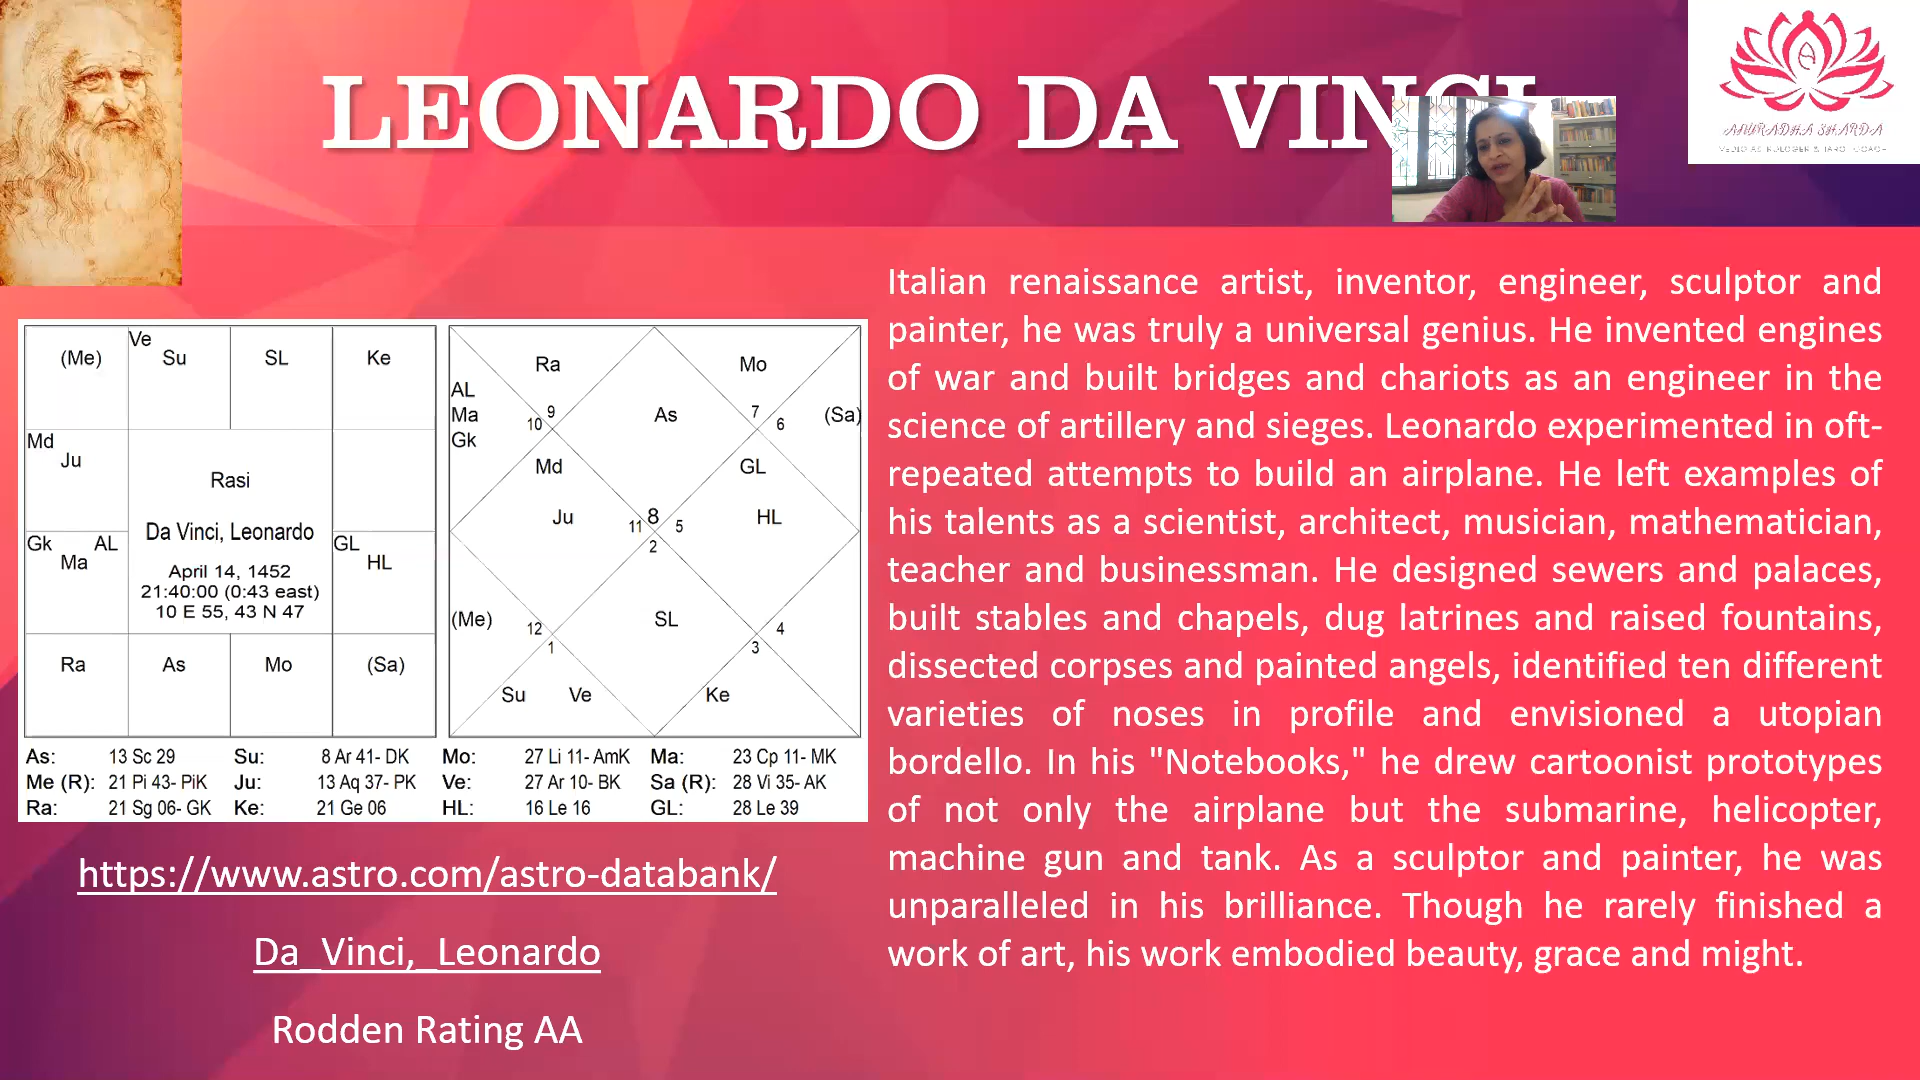 LEONARDO DA VINCI
ANURADHA SHARDA
VEDIC ASTROLOGER & TAROT COACH
Italian renaissance artist, inventor, engineer, sculptor and
painter, he was truly a universal genius. He invented engines
of war and built bridges and chariots as an engineer in the
science of artillery and sieges. Leonardo experimented in oft-
repeated attempts to build an airplane. He left examples of
his talents as a scientist, architect, musician, mathematician,
teacher and businessman. He designed sewers and palaces,
built stables and chapels, dug latrines and raised fountains,
dissected corpses and painted angels, identified ten different
varieties of noses in profile and envisioned a utopian
bordello. In his "Notebooks," he drew cartoonist prototypes
of not only the airplane but the submarine, helicopter,
machine gun and tank. As a sculptor and painter, he was
unparalleled in his brilliance. Though he rarely finished a
work of art, his work embodied beauty, grace and might.
Ve
(Me) Su SL Ke
Md
Ju
Rasi
Da Vinci, Leonardo
April 14, 1452
21:40:00 (0:43 east)
10 E 55, 43 N 47
Gk AL
Ma
GL
HL
Ra As Mo (Sa)
Ra Mo
AL
Ma As (Sa)
Gk
9 7
10 6
Md GL
Ju HL
8
11 5
2
(Me) SL
12 4
1 3
Su Ve Ke
As: 13 Sc 29 Su: 8 Ar 41- DK Mo: 27 Li 11- AmK Ma: 23 Cp 11- MK
Me (R): 21 Pi 43- PiK Ju: 13 Aq 37- PK Ve: 27 Ar 10- BK Sa (R): 28 Vi 35- AK
Ra: 21 Sg 06- GK Ke: 21 Ge 06 HL: 16 Le 16 GL: 28 Le 39
https://www.astro.com/astro-databank/
Da_Vinci,_Leonardo
Rodden Rating AA